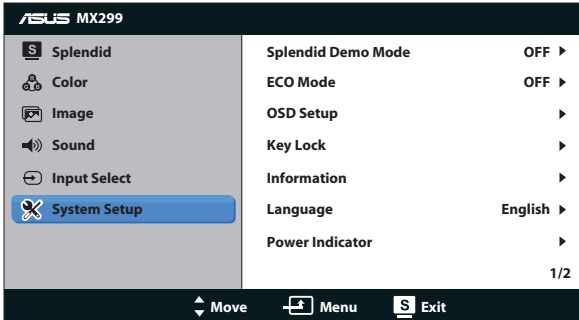 ASUS MX299
S Splendid
Color
Image
Sound
Input Select
System Setup
Splendid Demo Mode OFF
ECO Mode OFF
OSD Setup
Key Lock
Information
Language English
Power Indicator
1/2
Move Menu S Exit